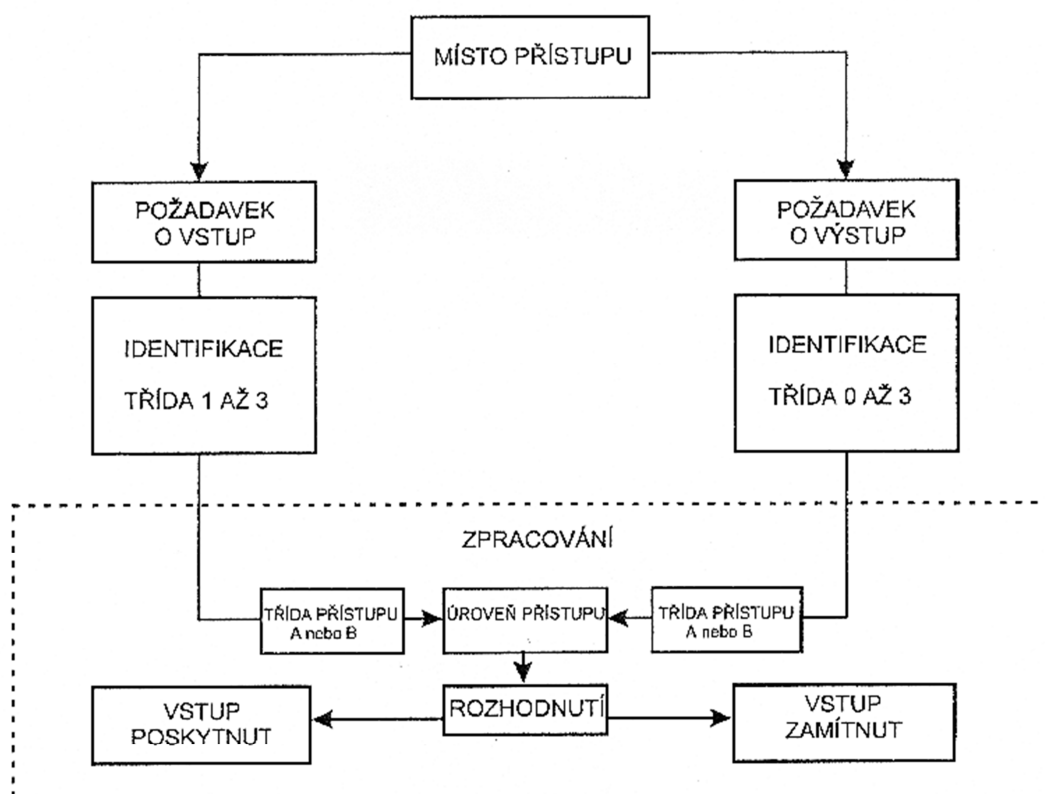 MÍSTO PŘÍSTUPU
POŽADAVEK
O VSTUP
POŽADAVEK
O VÝSTUP
IDENTIFIKACE
TŘÍDA 1 AŽ 3
IDENTIFIKACE
TŘÍDA 0 AŽ 3
ZPRACOVÁNÍ
TŘÍDA PŘÍSTUPU
A nebo B
ÚROVEŇ PŘÍSTUPU
TŘÍDA PŘÍSTUPU
A nebo B
VSTUP
POSKYTNUT
ROZHODNUTÍ
VSTUP
ZAMÍTNUT